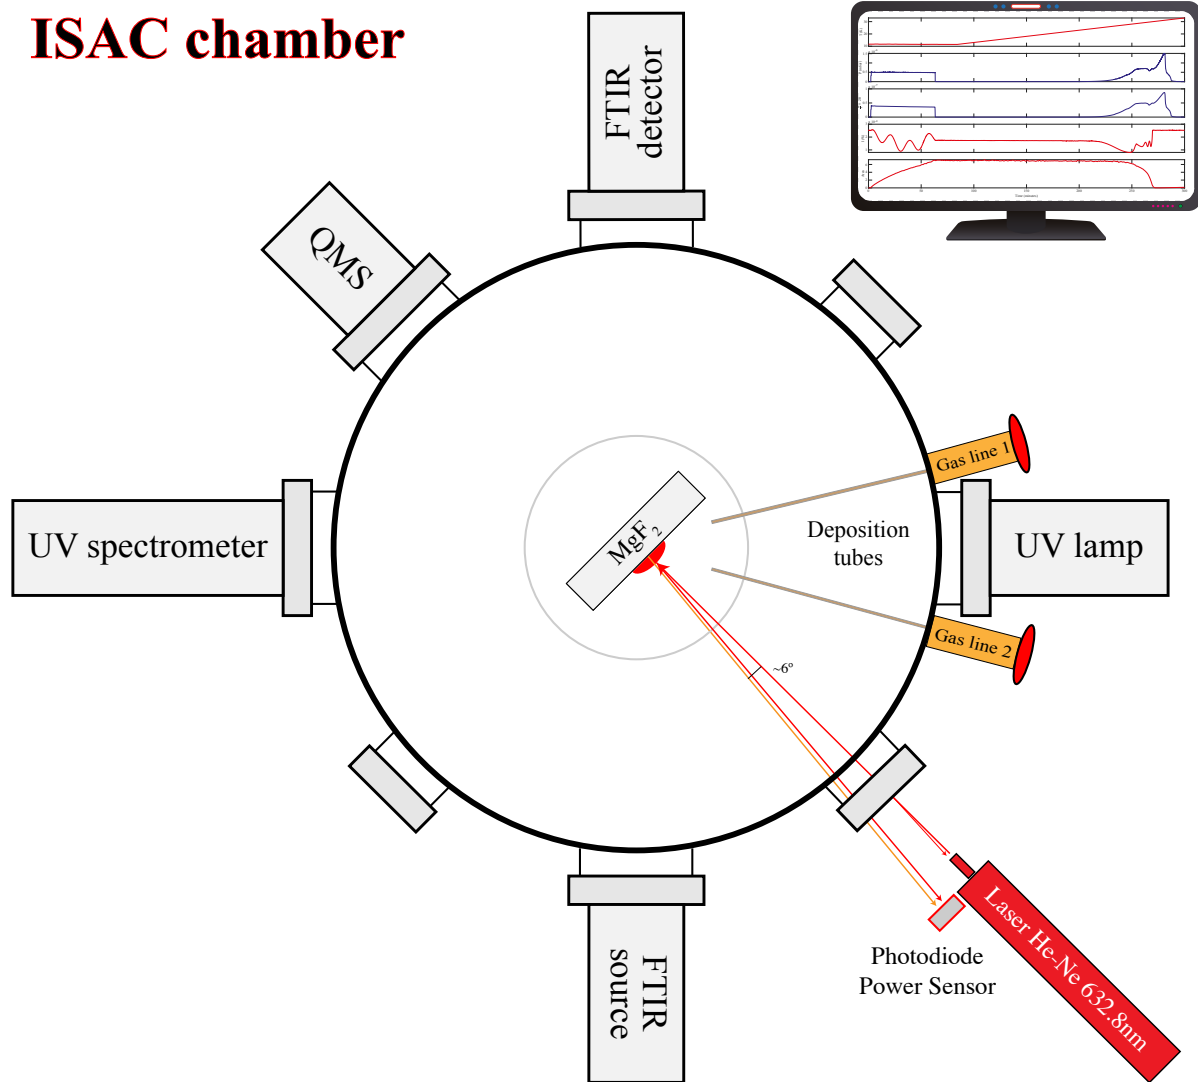 ISAC chamber
FTIR
detector
QMS
Gas line 1
MgF₂
Deposition
tubes
UV spectrometer
UV lamp
Gas line 2
~6°
Laser He-Ne 632.8nm
Photodiode
Power Sensor
FTIR
source